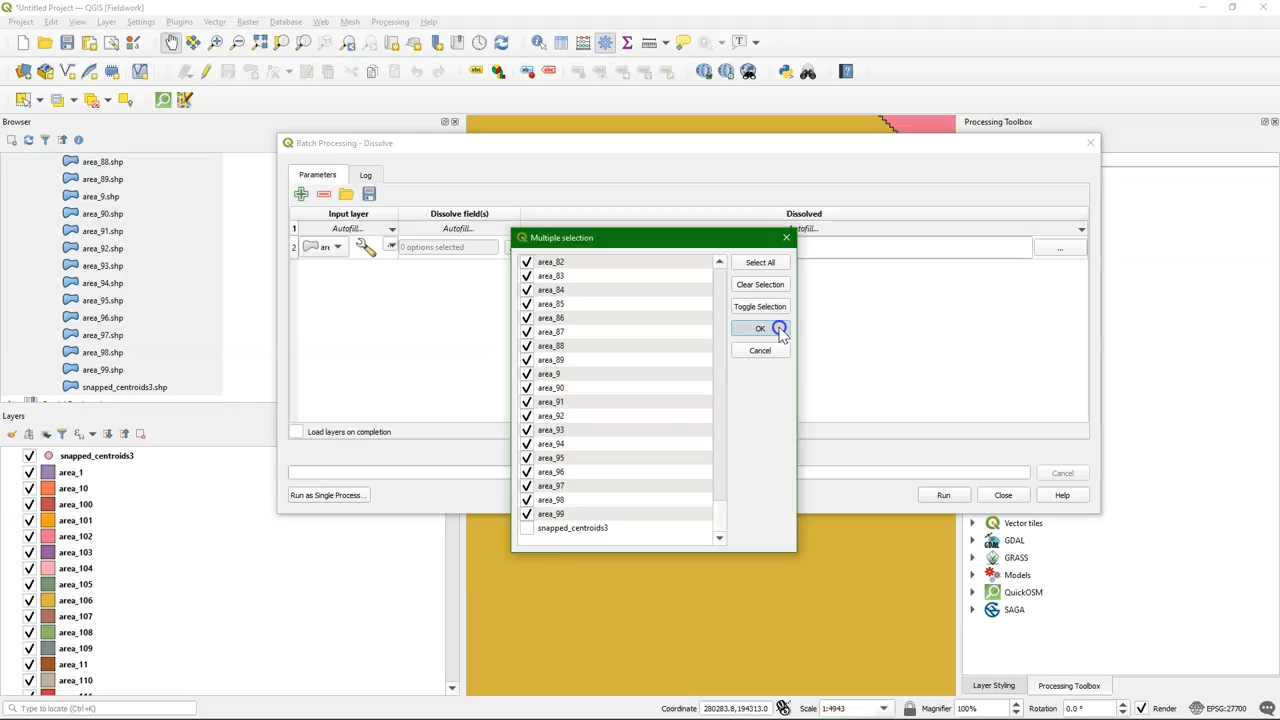 *Untitled Project — QGIS [Fieldwork]
Project Edit View Layer Settings Plugins Vector Raster Database Web Mesh Processing Help
Browser
Processing Toolbox
area_88.shp
area_89.shp
area_9.shp
area_90.shp
area_91.shp
area_92.shp
area_93.shp
area_94.shp
area_95.shp
area_96.shp
area_97.shp
area_98.shp
area_99.shp
snapped_centroids3.shp
Batch Processing - Dissolve
Parameters Log
Input layer Dissolve field(s) Dissolved
1 Autofill... Autofill... Autofill...
2 0 options selected ...
Load layers on completion
Cancel
Run as Single Process... Run Close Help
Multiple selection
area_82
area_83
area_84
area_85
area_86
area_87
area_88
area_89
area_9
area_90
area_91
area_92
area_93
area_94
area_95
area_96
area_97
area_98
area_99
snapped_centroids3
Select All
Clear Selection
Toggle Selection
OK
Cancel
Layers
snapped_centroids3
area_1
area_10
area_100
area_101
area_102
area_103
area_104
area_105
area_106
area_107
area_108
area_109
area_11
area_110
Vector tiles
GDAL
GRASS
Models
QuickOSM
SAGA
Layer Styling Processing Toolbox
Type to locate (Ctrl+K) Coordinate 280283.8,194313.0 Scale 1:4943 Magnifier 100% Rotation 0.0 ° Render EPSG:27700